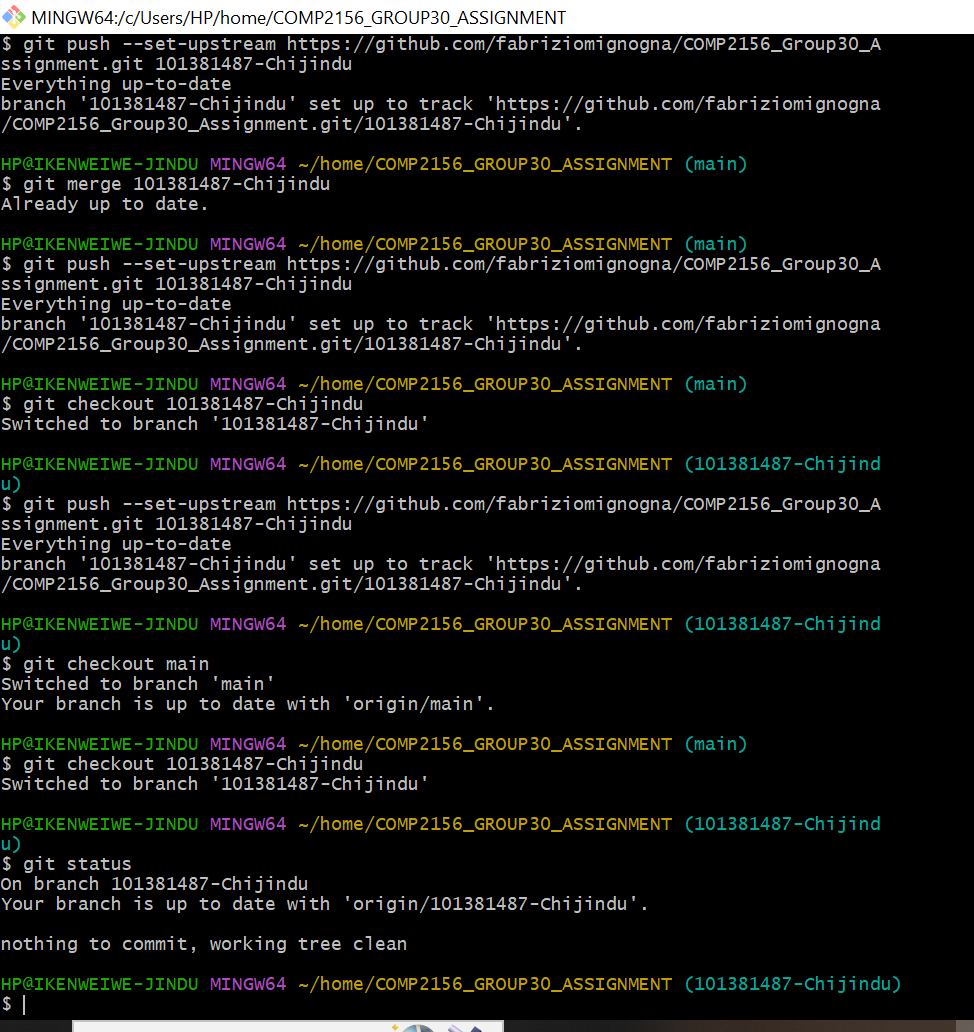 MINGW64:/c/Users/HP/home/COMP2156_GROUP30_ASSIGNMENT
$ git push --set-upstream https://github.com/fabriziomignogna/COMP2156_Group30_A
ssignment.git 101381487-Chijindu
Everything up-to-date
branch '101381487-Chijindu' set up to track 'https://github.com/fabriziomignogna
/COMP2156_Group30_Assignment.git/101381487-Chijindu'.
HP@IKENWEIWE-JINDU MINGW64 ~/home/COMP2156_GROUP30_ASSIGNMENT (main)
$ git merge 101381487-Chijindu
Already up to date.
HP@IKENWEIWE-JINDU MINGW64 ~/home/COMP2156_GROUP30_ASSIGNMENT (main)
$ git push --set-upstream https://github.com/fabriziomignogna/COMP2156_Group30_A
ssignment.git 101381487-Chijindu
Everything up-to-date
branch '101381487-Chijindu' set up to track 'https://github.com/fabriziomignogna
/COMP2156_Group30_Assignment.git/101381487-Chijindu'.
HP@IKENWEIWE-JINDU MINGW64 ~/home/COMP2156_GROUP30_ASSIGNMENT (main)
$ git checkout 101381487-Chijindu
Switched to branch '101381487-Chijindu'
HP@IKENWEIWE-JINDU MINGW64 ~/home/COMP2156_GROUP30_ASSIGNMENT (101381487-Chijind
u)
$ git push --set-upstream https://github.com/fabriziomignogna/COMP2156_Group30_A
ssignment.git 101381487-Chijindu
Everything up-to-date
branch '101381487-Chijindu' set up to track 'https://github.com/fabriziomignogna
/COMP2156_Group30_Assignment.git/101381487-Chijindu'.
HP@IKENWEIWE-JINDU MINGW64 ~/home/COMP2156_GROUP30_ASSIGNMENT (101381487-Chijind
u)
$ git checkout main
Switched to branch 'main'
Your branch is up to date with 'origin/main'.
HP@IKENWEIWE-JINDU MINGW64 ~/home/COMP2156_GROUP30_ASSIGNMENT (main)
$ git checkout 101381487-Chijindu
Switched to branch '101381487-Chijindu'
HP@IKENWEIWE-JINDU MINGW64 ~/home/COMP2156_GROUP30_ASSIGNMENT (101381487-Chijind
u)
$ git status
On branch 101381487-Chijindu
Your branch is up to date with 'origin/101381487-Chijindu'.
nothing to commit, working tree clean
HP@IKENWEIWE-JINDU MINGW64 ~/home/COMP2156_GROUP30_ASSIGNMENT (101381487-Chijindu)
$